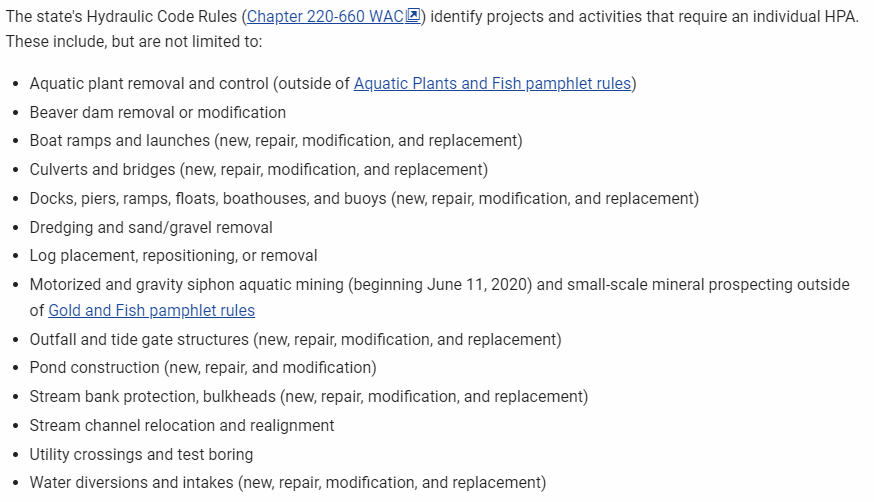 The state's Hydraulic Code Rules (Chapter 220-660 WAC) identify projects and activities that require an individual HPA.
These include, but are not limited to:
• Aquatic plant removal and control (outside of Aquatic Plants and Fish pamphlet rules)
• Beaver dam removal or modification
• Boat ramps and launches (new, repair, modification, and replacement)
• Culverts and bridges (new, repair, modification, and replacement)
• Docks, piers, ramps, floats, boathouses, and buoys (new, repair, modification, and replacement)
• Dredging and sand/gravel removal
• Log placement, repositioning, or removal
• Motorized and gravity siphon aquatic mining (beginning June 11, 2020) and small-scale mineral prospecting outside
of Gold and Fish pamphlet rules
• Outfall and tide gate structures (new, repair, modification, and replacement)
• Pond construction (new, repair, and modification)
• Stream bank protection, bulkheads (new, repair, modification, and replacement)
• Stream channel relocation and realignment
• Utility crossings and test boring
• Water diversions and intakes (new, repair, modification, and replacement)